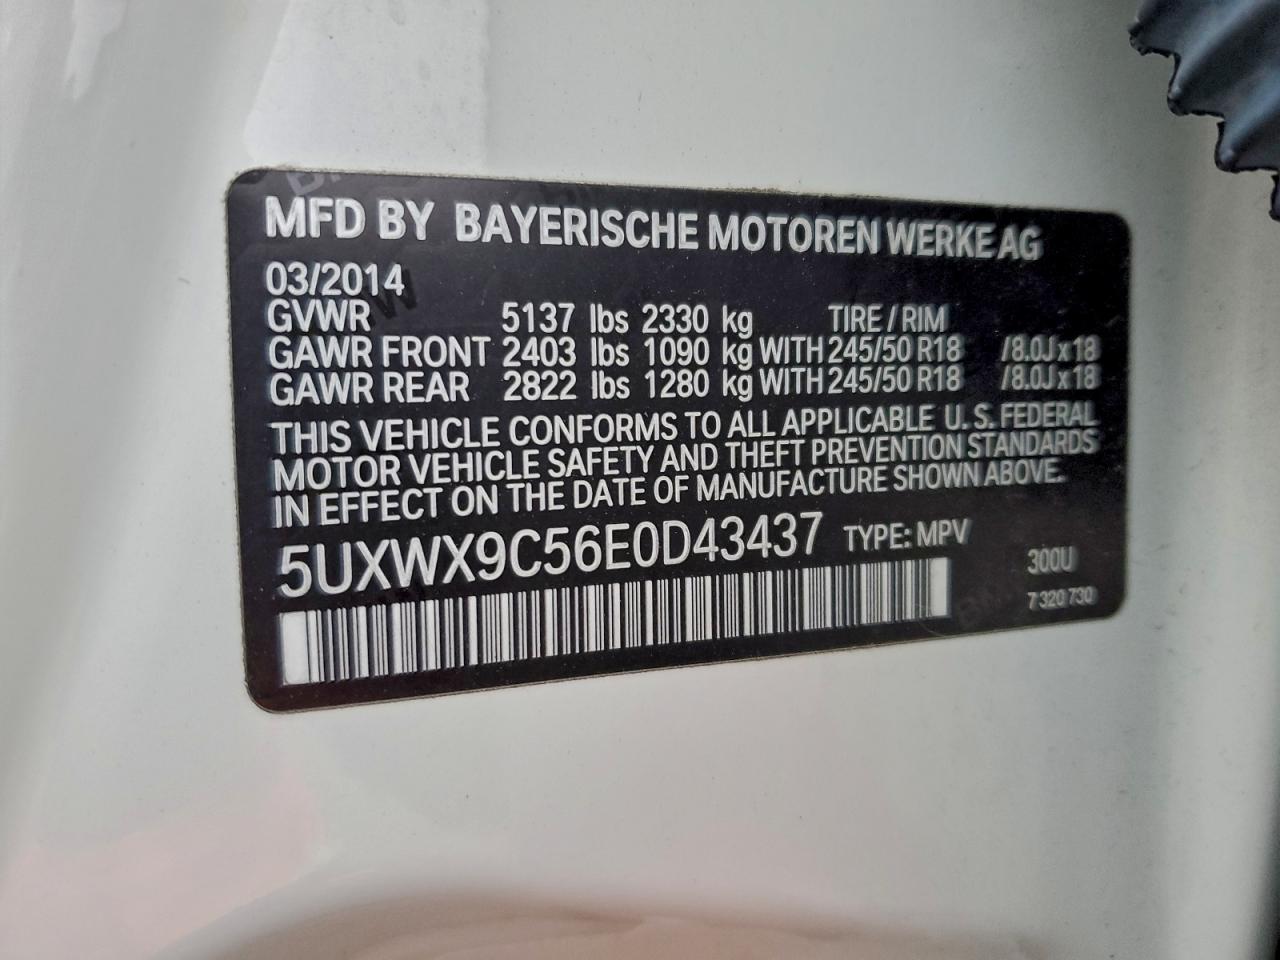 MFD BY BAYERISCHE MOTOREN WERKE AG
03/2014
GVWR 5137 lbs 2330 kg TIRE / RIM
GAWR FRONT 2403 lbs 1090 kg WITH 245/50 R18 /8.0J x 18
GAWR REAR 2822 lbs 1280 kg WITH 245/50 R18 /8.0J x 18
THIS VEHICLE CONFORMS TO ALL APPLICABLE U.S. FEDERAL
MOTOR VEHICLE SAFETY AND THEFT PREVENTION STANDARDS
IN EFFECT ON THE DATE OF MANUFACTURE SHOWN ABOVE.
5UXWX9C56E0D43437 TYPE: MPV
300U
7 320 730